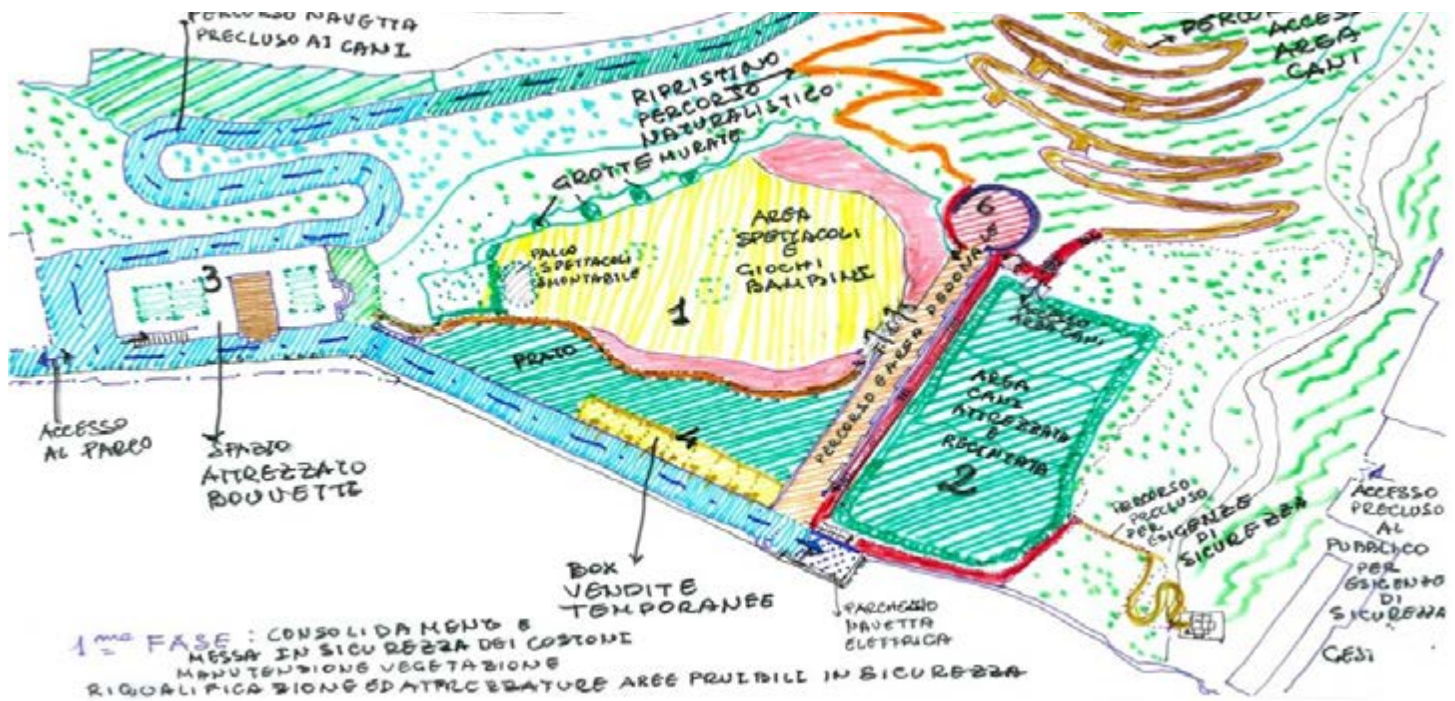 PERCORSO NAVETTA
PRECLUSO AI CANI
RIPRISTINO
PERCORSO
NATURALISTICO
GROTTE MURATE
ACCESSO
AREA
CANI
PALCO
SPETTACOLI
SMONTABILE
AREA
SPETTACOLI
E
GIOCHI
BAMBINI
1
6
3
PRATO
4
PERCORSO GARA
ACCESSO
AREA CANI
AREA
CANI
ATTREZZATA
E
RECINTATA
2
ACCESSO
AL PARCO
SPAZIO
ATTREZZATO
BOUVETTE
BOX
VENDITE
TEMPORANEE
PARCHEGGIO
NAVETTA
ELETTRICA
PERCORSO
PRECLUSO
PER
ESIGENZE
DI
SICUREZZA
ACCESSO
PRECLUSO
AL
PUBBLICO
PER
ESIGENZE
DI
SICUREZZA
GESÙ
1ma FASE : CONSOLIDAMENTO E
MESSA IN SICUREZZA DEI COSTONI
MANUTENZIONE VEGETAZIONE
RIQUALIFICAZIONE ED ATTREZZATURE AREE FRUIBILI IN SICUREZZA